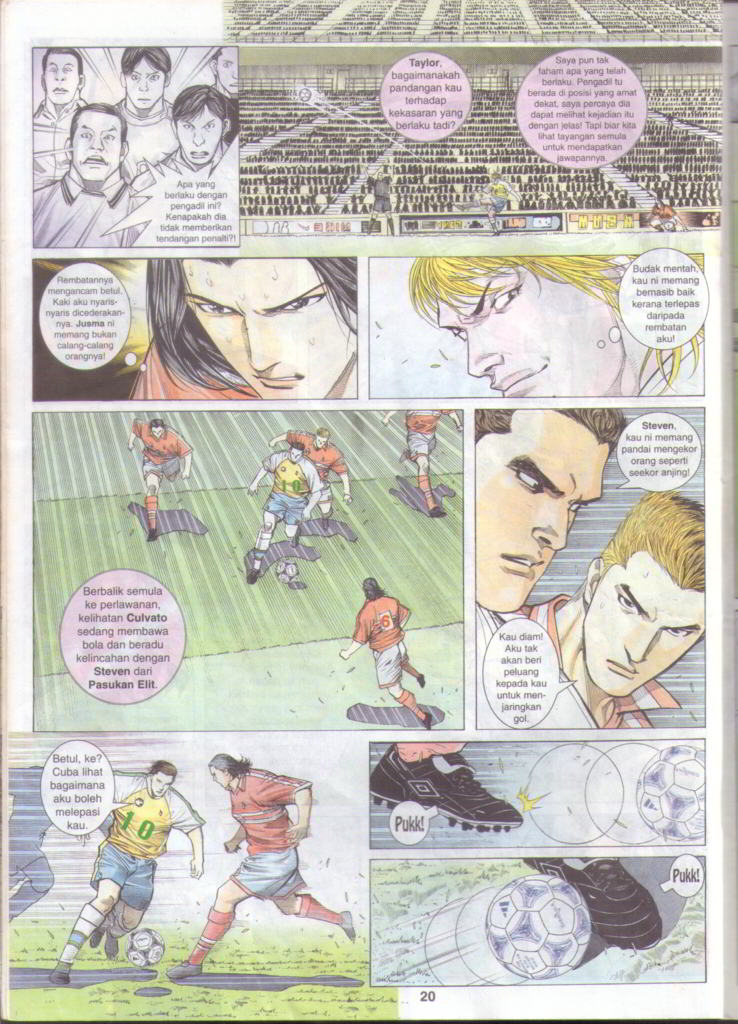 Apa yang
berlaku dengan
pengadil ini?
Kenapakah dia
tidak memberikan
tendangan penalti?!
Taylor,
bagaimanakah
pandangan kau
terhadap
kekasaran yang
berlaku tadi?
Saya pun tak
faham apa yang telah
berlaku. Pengadil tu
berada di posisi yang amat
dekat, saya percaya dia
dapat melihat kejadian itu
dengan jelas! Tapi biar kita
lihat tayangan semula
untuk mendapatkan
jawapannya.
Rembatannya
mengancam betul.
Kaki aku nyaris-
nyaris dicederakan-
nya. Jusma ni
memang bukan
calang-calang
orangnya!
Budak mentah,
kau ni memang
bernasib baik
kerana terlepas
daripada
rembatan
aku!
10
6
Berbalik semula
ke perlawanan,
kelihatan Culvato
sedang membawa
bola dan beradu
kelincahan dengan
Steven dari
Pasukan Elit.
Steven,
kau ni memang
pandai mengekor
orang seperti
seekor anjing!
Kau diam!
Aku tak
akan beri
peluang
kepada kau
untuk men-
jaringkan
gol.
Betul, ke?
Cuba lihat
bagaimana
aku boleh
melepasi
kau.
10
Pukk!
Pukk!
20